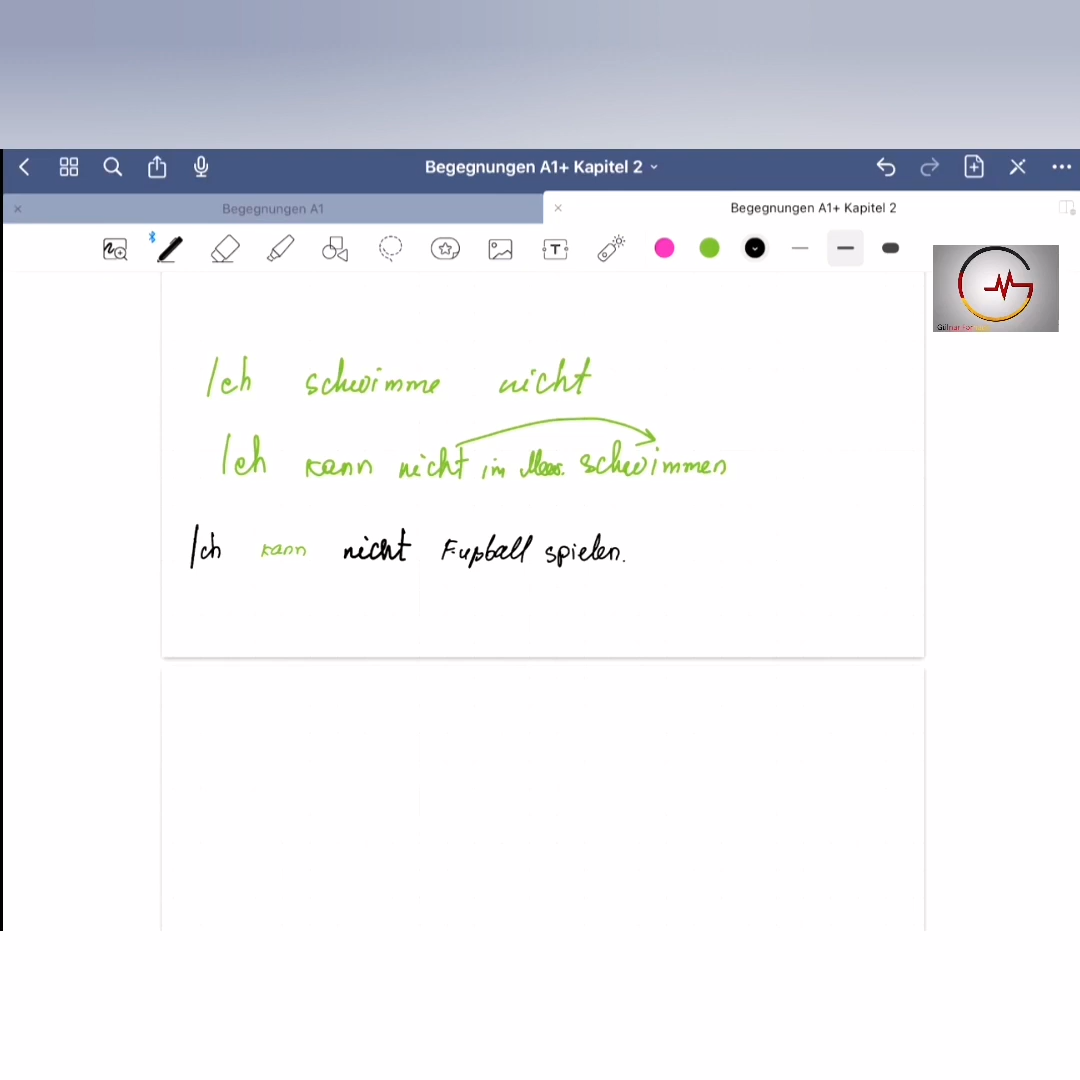 Begegnungen A1+ Kapitel 2
Begegnungen A1
Begegnungen A1+ Kapitel 2
T
Ich schwimme nicht
Ich kann nicht im schwimmen
Ich kann nicht Fußball spielen.